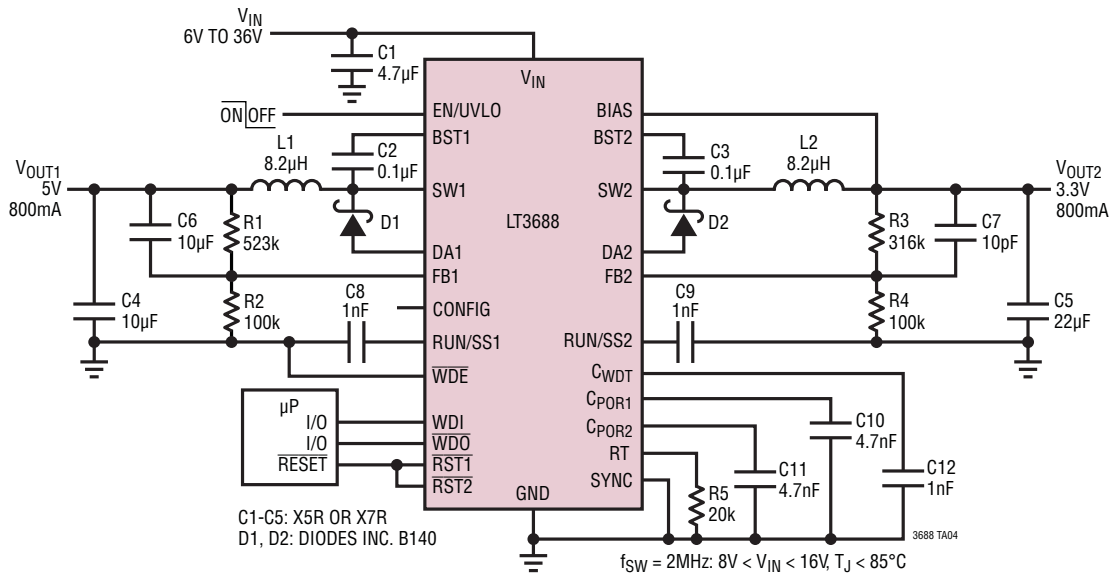 VIN
6V TO 36V
C1
4.7µF
VIN
ON OFF
EN/UVLO
BIAS
BST1
BST2
L1
8.2µH
C2
0.1µF
C3
0.1µF
L2
8.2µH
VOUT1
5V
800mA
SW1
SW2
VOUT2
3.3V
800mA
C6
10µF
R1
523k
D1
LT3688
D2
R3
316k
C7
10pF
DA1
DA2
FB1
FB2
C4
10µF
R2
100k
C8
1nF
CONFIG
C9
1nF
R4
100k
C5
22µF
RUN/SS1
RUN/SS2
WDE
CWDT
µP
CPOR1
I/O
WDI
CPOR2
C10
4.7nF
I/O
WDO
RT
RESET
RST1
C11
4.7nF
C12
1nF
RST2
SYNC
GND
R5
20k
C1-C5: X5R OR X7R
D1, D2: DIODES INC. B140
3688 TA04
fSW = 2MHz: 8V < VIN < 16V, TJ < 85°C